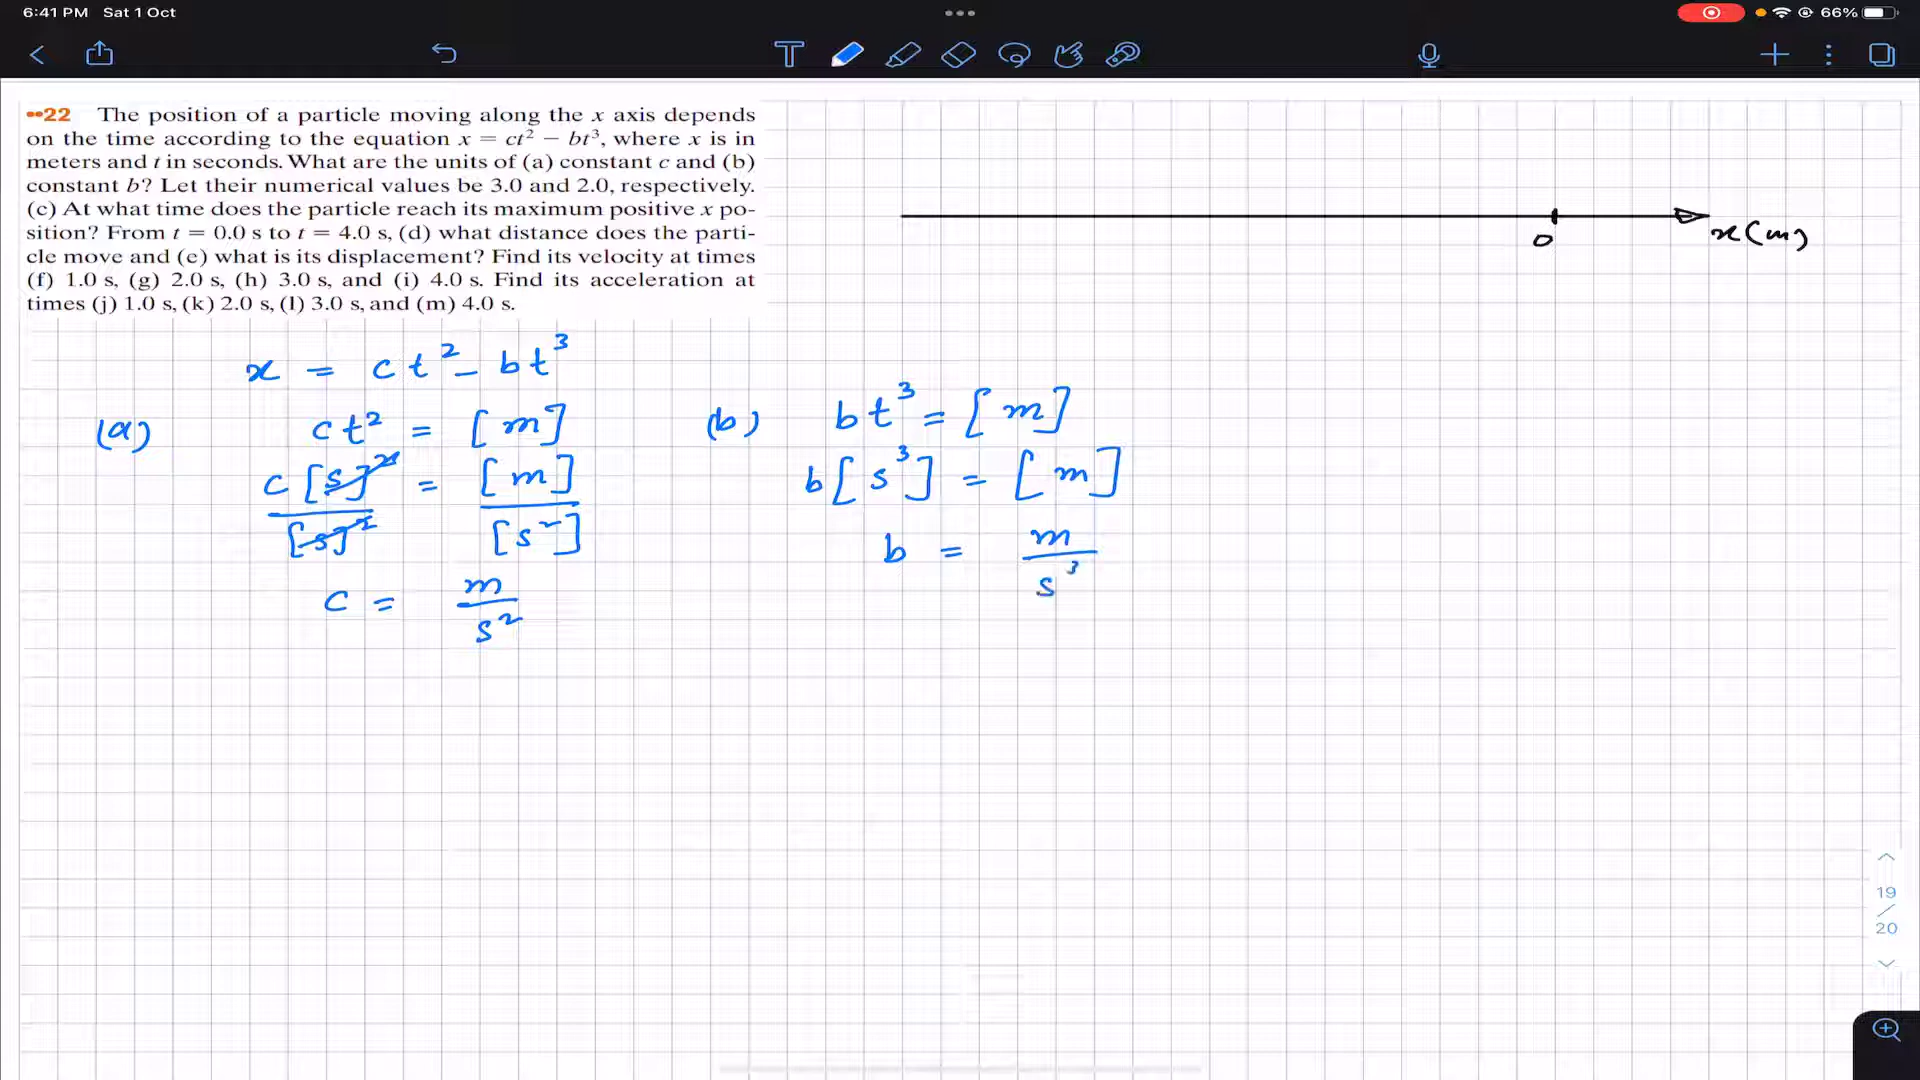 6:41 PM Sat 1 Oct
66%
••22 The position of a particle moving along the x axis depends
on the time according to the equation x = ct² − bt³, where x is in
meters and t in seconds. What are the units of (a) constant c and (b)
constant b? Let their numerical values be 3.0 and 2.0, respectively.
(c) At what time does the particle reach its maximum positive x po-
sition? From t = 0.0 s to t = 4.0 s, (d) what distance does the parti-
cle move and (e) what is its displacement? Find its velocity at times
(f) 1.0 s, (g) 2.0 s, (h) 3.0 s, and (i) 4.0 s. Find its acceleration at
times (j) 1.0 s, (k) 2.0 s, (l) 3.0 s, and (m) 4.0 s.
0
x(m)
x = ct² − bt³
(a) ct² = [m]
c[s]² / [s]² = [m] / [s²]
c = m / s²
(b) bt³ = [m]
b[s³] = [m]
b = m / s³
19
/
20